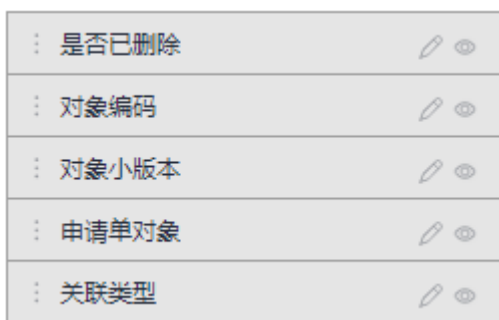 是否已删除
对象编码
对象小版本
申请单对象
关联类型